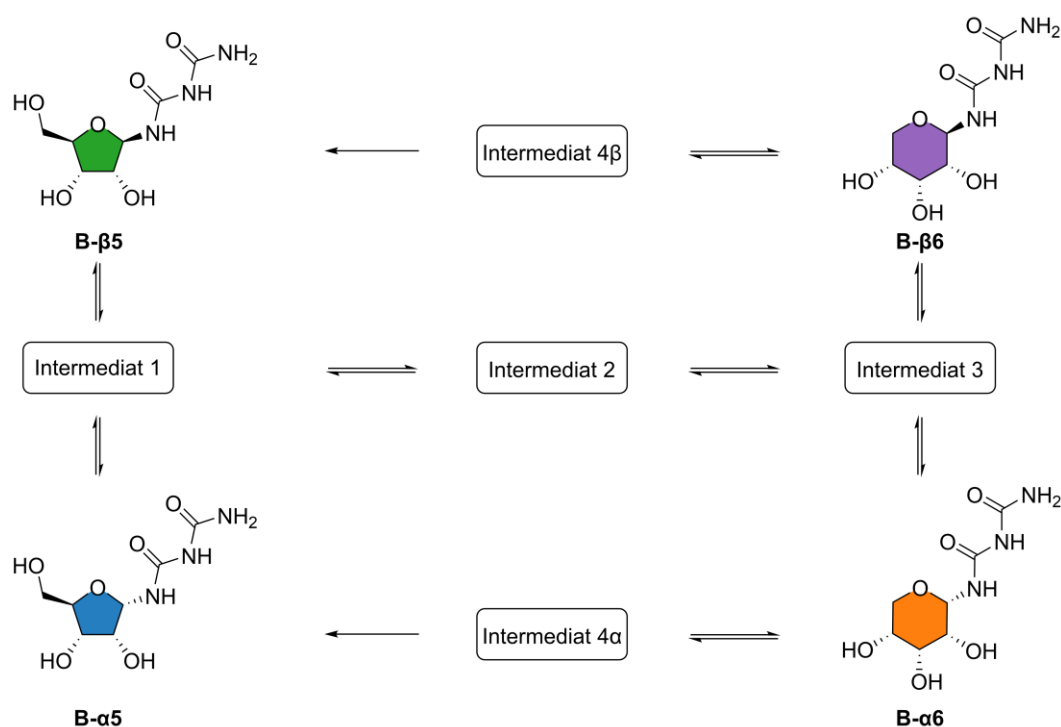 O
O
NH2
N
H
NH
HO
O
HO
OH
B-β5
Intermediat 4β
O
O
NH2
NH
NH
O
HO
OH
OH
B-β6
Intermediat 1
Intermediat 2
Intermediat 3
O
O
NH2
NH
HO
O
NH
HO
OH
B-α5
Intermediat 4α
O
O
NH2
NH
NH
O
HO
OH
OH
B-α6